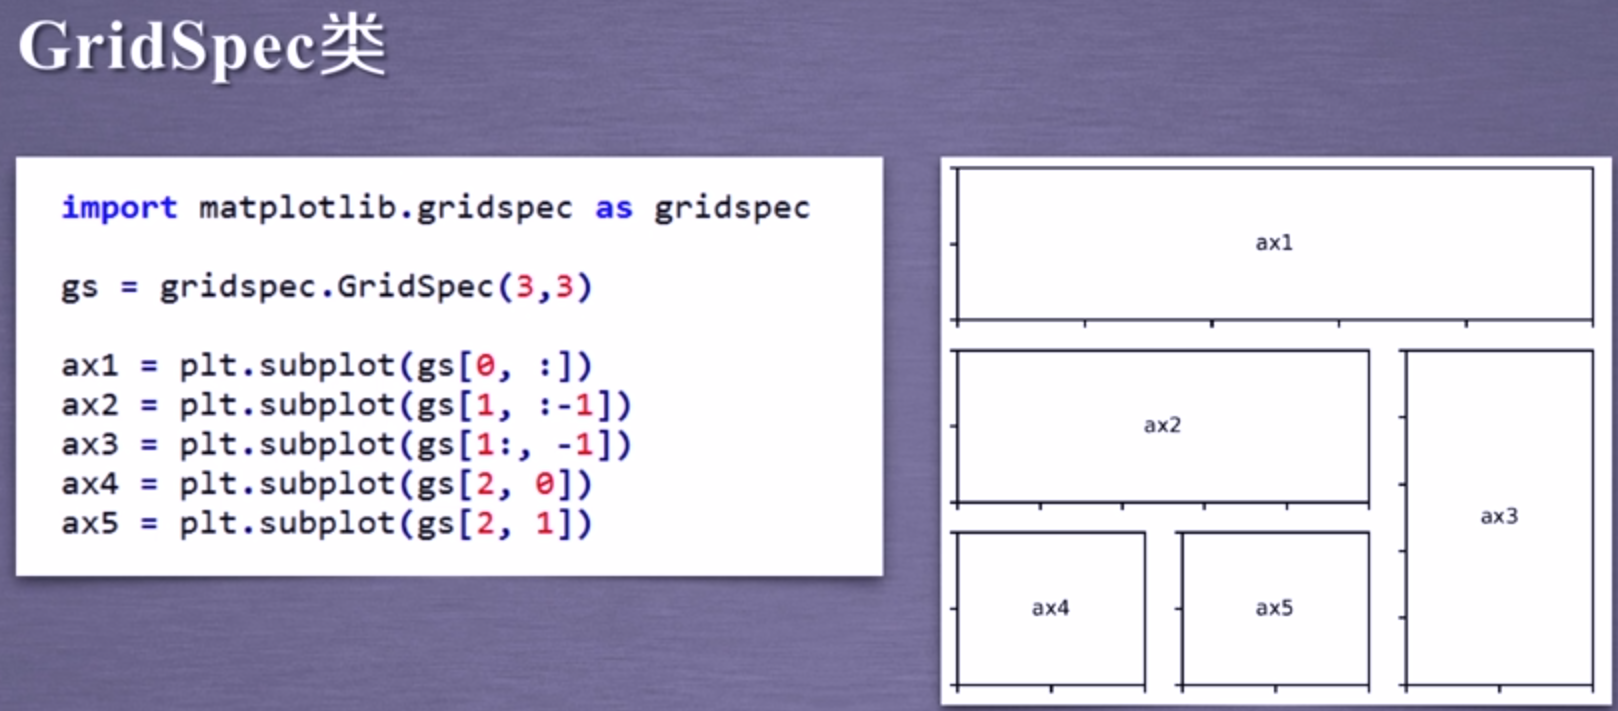 GridSpec类
import matplotlib.gridspec as gridspec
gs = gridspec.GridSpec(3,3)
ax1 = plt.subplot(gs[0, :])
ax2 = plt.subplot(gs[1, :-1])
ax3 = plt.subplot(gs[1:, -1])
ax4 = plt.subplot(gs[2, 0])
ax5 = plt.subplot(gs[2, 1])
ax1
ax2
ax3
ax4
ax5